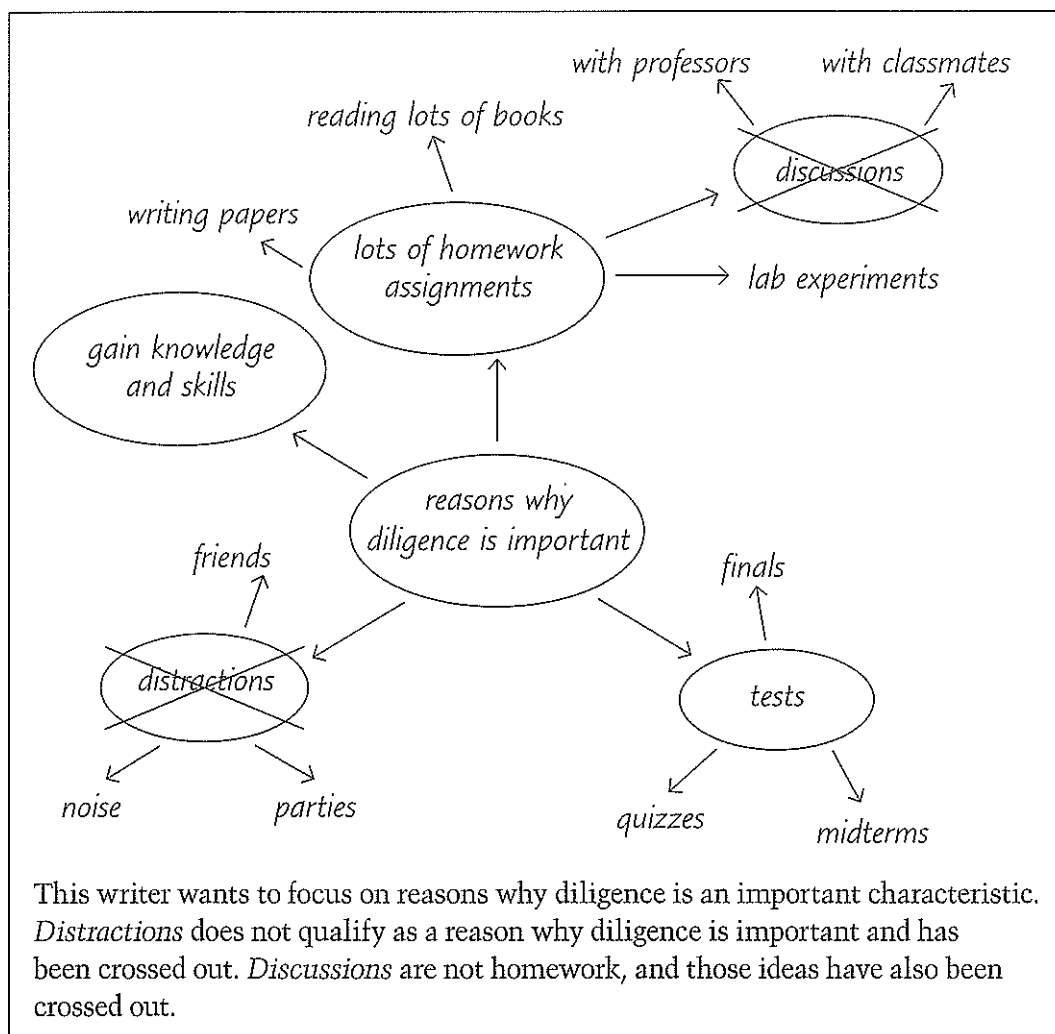 with professors
with classmates
reading lots of books
discussions
writing papers
lots of homework
assignments
lab experiments
gain knowledge
and skills
reasons why
diligence is important
friends
finals
distractions
tests
noise
parties
quizzes
midterms
This writer wants to focus on reasons why diligence is an important characteristic.
Distractions does not qualify as a reason why diligence is important and has
been crossed out. Discussions are not homework, and those ideas have also been
crossed out.